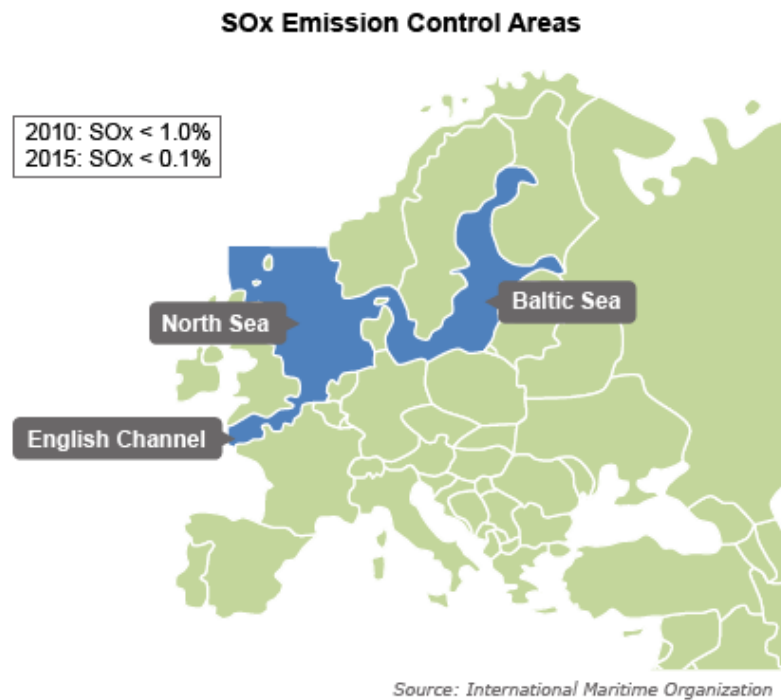 SOx Emission Control Areas
2010: SOx < 1.0%
2015: SOx < 0.1%
Baltic Sea
North Sea
English Channel
Source: International Maritime Organization